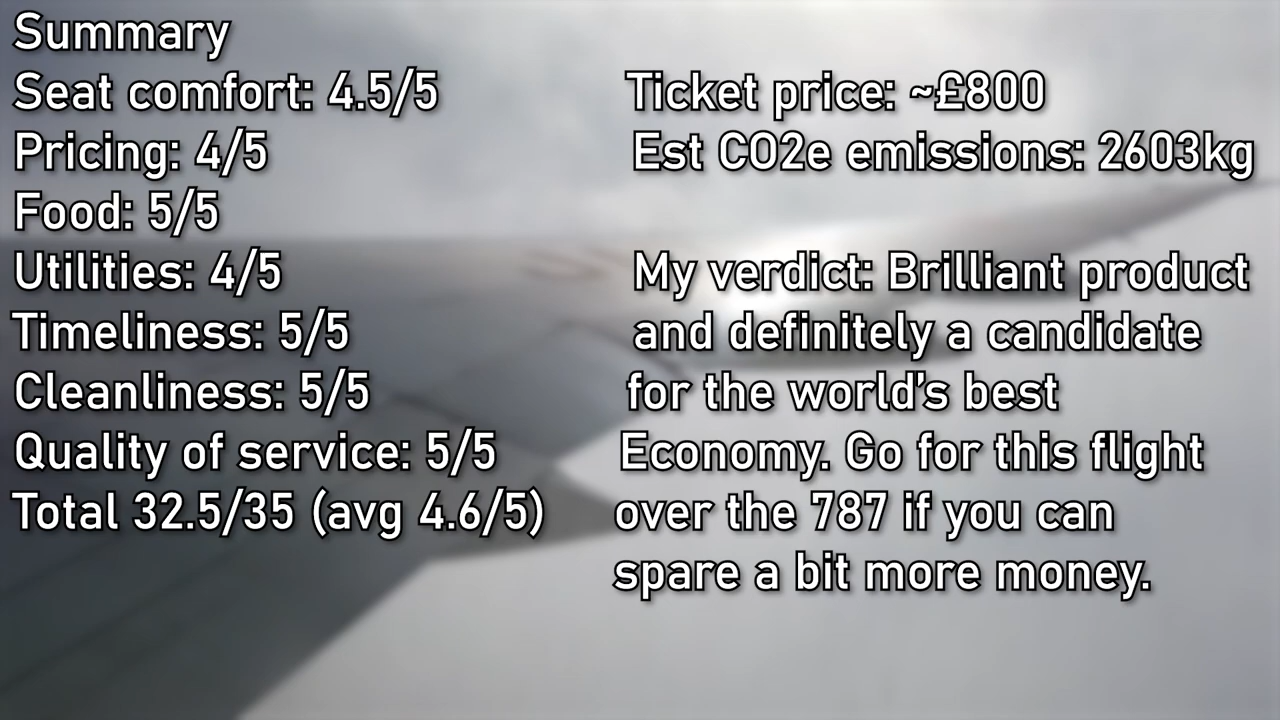 Summary
Seat comfort: 4.5/5
Pricing: 4/5
Food: 5/5
Utilities: 4/5
Timeliness: 5/5
Cleanliness: 5/5
Quality of service: 5/5
Total 32.5/35 (avg 4.6/5)
Ticket price: ~£800
Est CO2e emissions: 2603kg
My verdict: Brilliant product
and definitely a candidate
for the world's best
Economy. Go for this flight
over the 787 if you can
spare a bit more money.